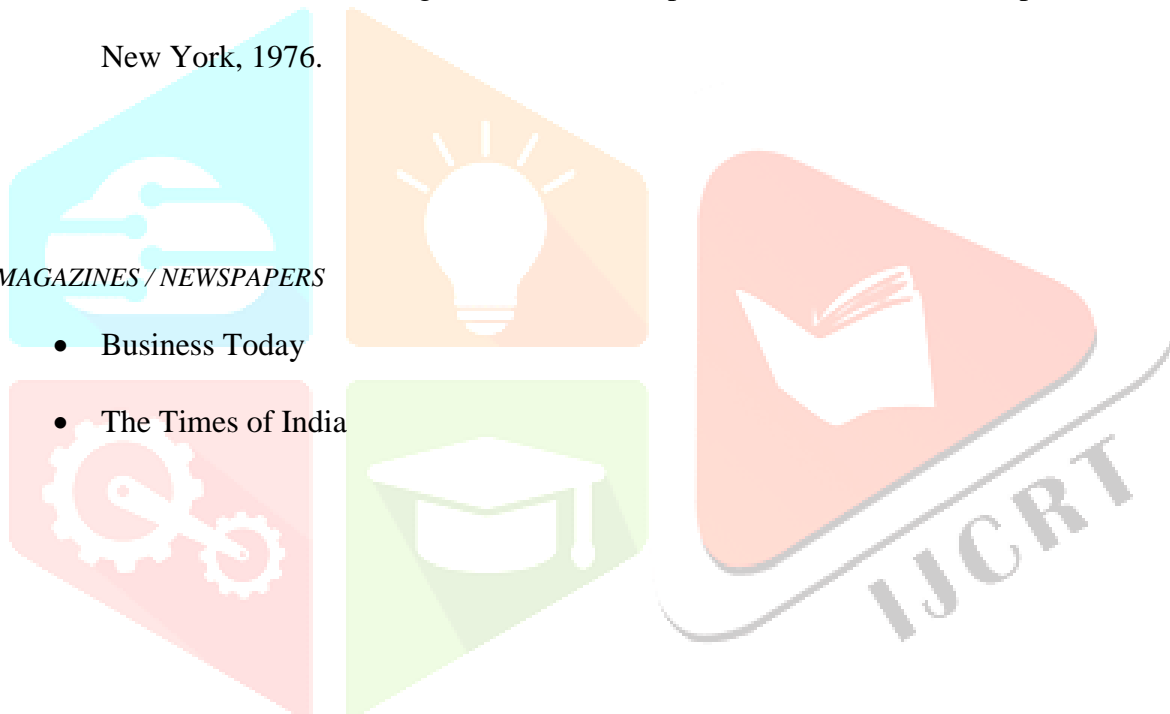 New York, 1976.
MAGAZINES / NEWSPAPERS
• Business Today
• The Times of India
IJCRT